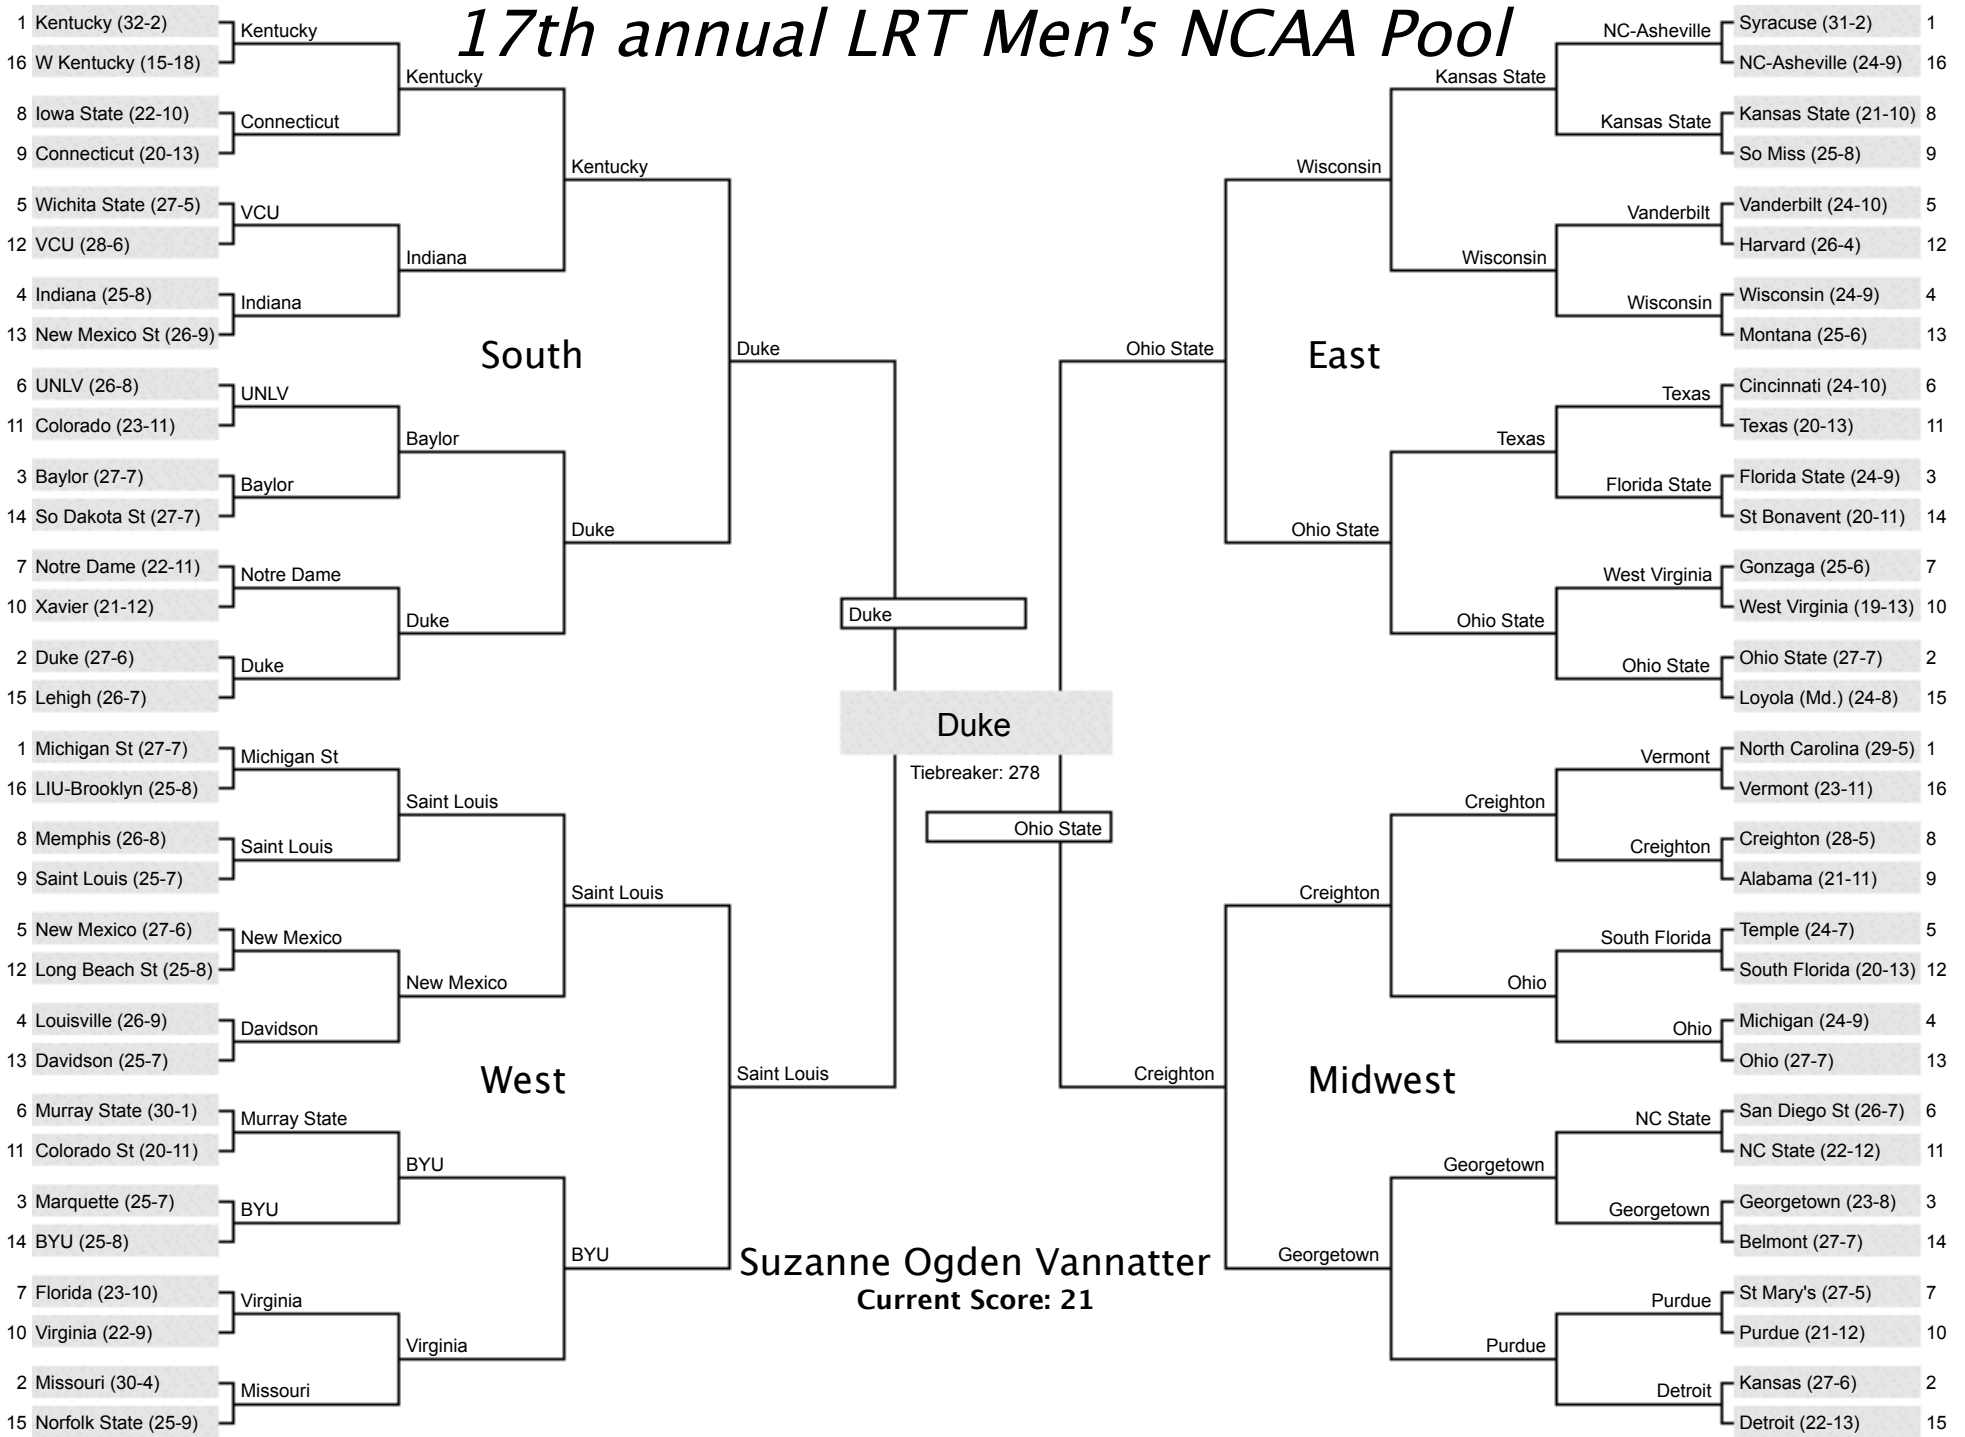 17th annual LRT Men's NCAA Pool
1 Kentucky (32-2)
16 W Kentucky (15-18)
8 Iowa State (22-10)
9 Connecticut (20-13)
5 Wichita State (27-5)
12 VCU (28-6)
4 Indiana (25-8)
13 New Mexico St (26-9)
6 UNLV (26-8)
11 Colorado (23-11)
3 Baylor (27-7)
14 So Dakota St (27-7)
7 Notre Dame (22-11)
10 Xavier (21-12)
2 Duke (27-6)
15 Lehigh (26-7)
Kentucky
Connecticut
VCU
Indiana
UNLV
Baylor
Notre Dame
Duke
Kentucky
Indiana
Baylor
Duke
Kentucky
Duke
South
Duke
1 Michigan St (27-7)
16 LIU-Brooklyn (25-8)
8 Memphis (26-8)
9 Saint Louis (25-7)
5 New Mexico (27-6)
12 Long Beach St (25-8)
4 Louisville (26-9)
13 Davidson (25-7)
6 Murray State (30-1)
11 Colorado St (20-11)
3 Marquette (25-7)
14 BYU (25-8)
7 Florida (23-10)
10 Virginia (22-9)
2 Missouri (30-4)
15 Norfolk State (25-9)
Michigan St
Saint Louis
New Mexico
Davidson
Murray State
BYU
Virginia
Missouri
Saint Louis
New Mexico
BYU
Virginia
Saint Louis
BYU
West
Saint Louis
Duke
Duke
Tiebreaker: 278
Ohio State
Syracuse (31-2) 1
NC-Asheville (24-9) 16
Kansas State (21-10) 8
So Miss (25-8) 9
Vanderbilt (24-10) 5
Harvard (26-4) 12
Wisconsin (24-9) 4
Montana (25-6) 13
Cincinnati (24-10) 6
Texas (20-13) 11
Florida State (24-9) 3
St Bonavent (20-11) 14
Gonzaga (25-6) 7
West Virginia (19-13) 10
Ohio State (27-7) 2
Loyola (Md.) (24-8) 15
NC-Asheville
Kansas State
Vanderbilt
Wisconsin
Texas
Florida State
West Virginia
Ohio State
Kansas State
Wisconsin
Texas
Ohio State
Wisconsin
Ohio State
East
Ohio State
North Carolina (29-5) 1
Vermont (23-11) 16
Creighton (28-5) 8
Alabama (21-11) 9
Temple (24-7) 5
South Florida (20-13) 12
Michigan (24-9) 4
Ohio (27-7) 13
San Diego St (26-7) 6
NC State (22-12) 11
Georgetown (23-8) 3
Belmont (27-7) 14
St Mary's (27-5) 7
Purdue (21-12) 10
Kansas (27-6) 2
Detroit (22-13) 15
Vermont
Creighton
South Florida
Ohio
NC State
Georgetown
Purdue
Detroit
Creighton
Ohio
Georgetown
Purdue
Creighton
Georgetown
Midwest
Creighton
Suzanne Ogden Vannatter
Current Score: 21